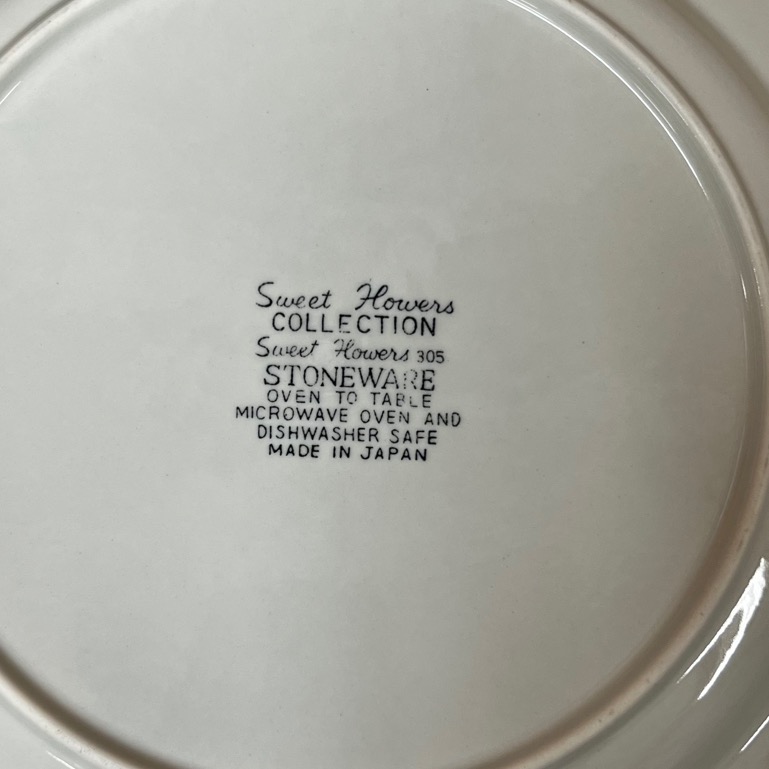 Sweet Flowers
COLLECTION
Sweet Flowers 305
STONEWARE
OVEN TO TABLE
MICROWAVE OVEN AND
DISHWASHER SAFE
MADE IN JAPAN